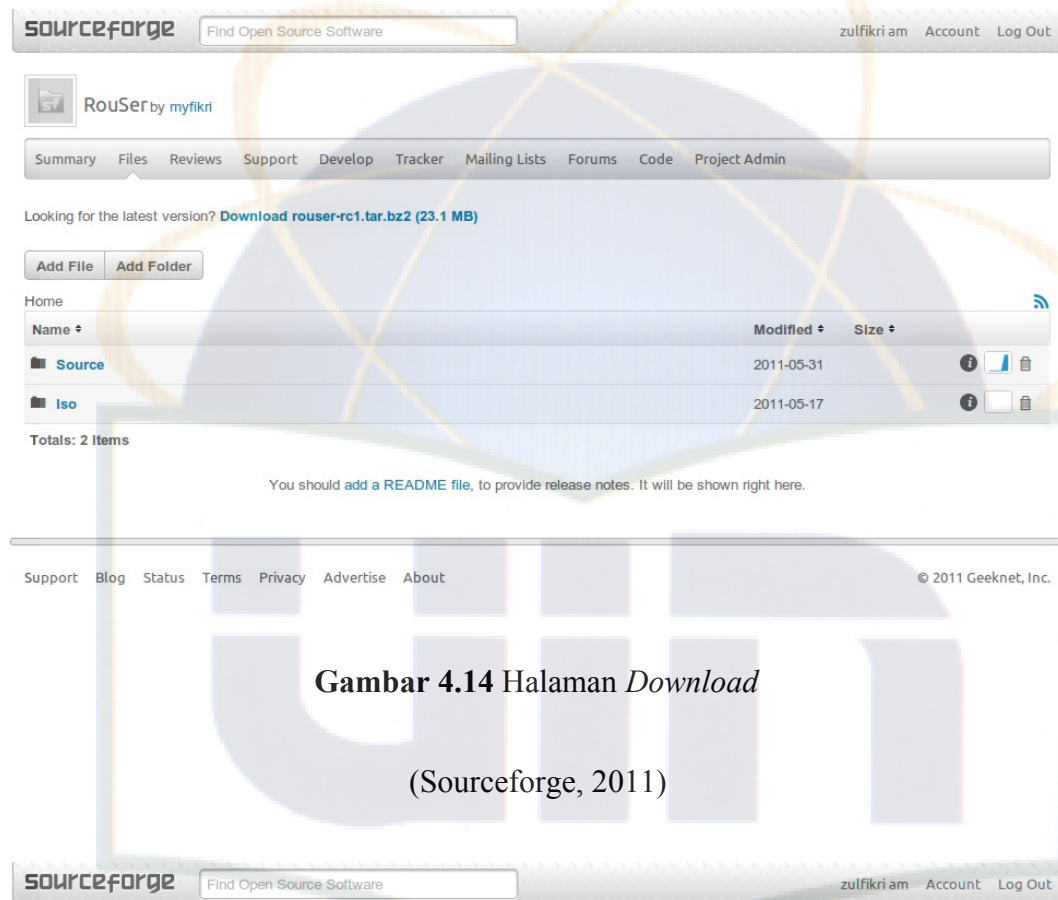 sourceforge Find Open Source Software zulfikri am Account Log Out
RouSer by myfikri
Summary Files Reviews Support Develop Tracker Mailing Lists Forums Code Project Admin
Looking for the latest version? Download rouser-rc1.tar.bz2 (23.1 MB)
Add File Add Folder
Home
Name Modified Size
Source 2011-05-31
Iso 2011-05-17
Totals: 2 Items
You should add a README file, to provide release notes. It will be shown right here.
Support Blog Status Terms Privacy Advertise About © 2011 Geeknet, Inc.
uin
Gambar 4.14 Halaman Download
(Sourceforge, 2011)
sourceforge Find Open Source Software zulfikri am Account Log Out